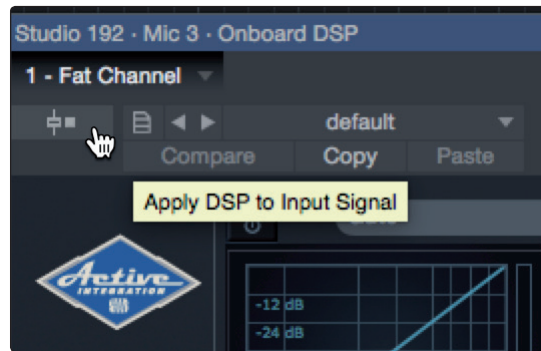 Studio 192 · Mic 3 · Onboard DSP
1 - Fat Channel
default
Compare Copy Paste
Apply DSP to Input Signal
Active
INTEGRATION
-12 dB
-24 dB